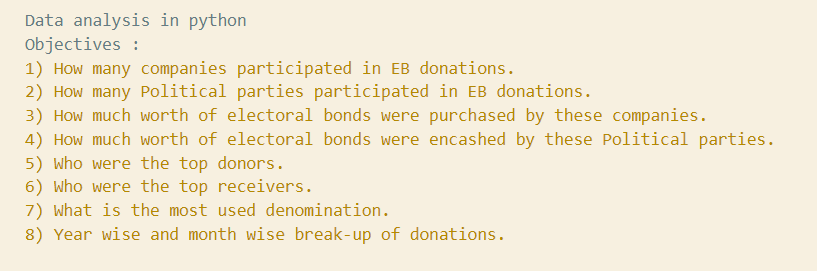 Data analysis in python
Objectives :
1) How many companies participated in EB donations.
2) How many Political parties participated in EB donations.
3) How much worth of electoral bonds were purchased by these companies.
4) How much worth of electoral bonds were encashed by these Political parties.
5) Who were the top donors.
6) Who were the top receivers.
7) What is the most used denomination.
8) Year wise and month wise break-up of donations.